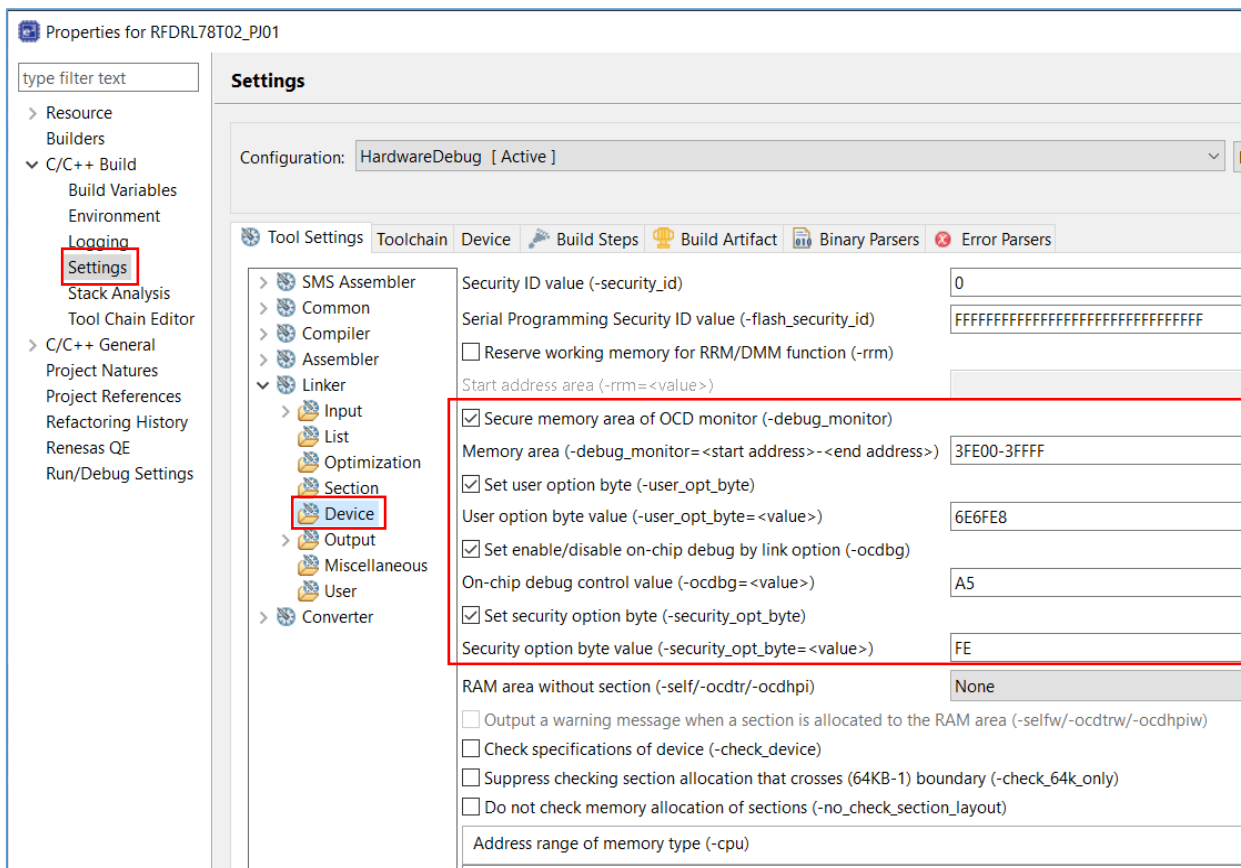 Properties for RFDRL78T02_PJ01
type filter text
Resource
Builders
C/C++ Build
Build Variables
Environment
Logging
Settings
Stack Analysis
Tool Chain Editor
C/C++ General
Project Natures
Project References
Refactoring History
Renesas QE
Run/Debug Settings
Settings
Configuration: HardwareDebug [ Active ]
Tool Settings Toolchain Device Build Steps Build Artifact Binary Parsers Error Parsers
SMS Assembler
Common
Compiler
Assembler
Linker
Input
List
Optimization
Section
Device
Output
Miscellaneous
User
Converter
Security ID value (-security_id) 0
Serial Programming Security ID value (-flash_security_id) FFFFFFFFFFFFFFFFFFFFFFFFFFFFFFFF
Reserve working memory for RRM/DMM function (-rrm)
Start address area (-rrm=<value>)
Secure memory area of OCD monitor (-debug_monitor)
Memory area (-debug_monitor=<start address>-<end address>) 3FE00-3FFFF
Set user option byte (-user_opt_byte)
User option byte value (-user_opt_byte=<value>) 6E6FE8
Set enable/disable on-chip debug by link option (-ocdbg)
On-chip debug control value (-ocdbg=<value>) A5
Set security option byte (-security_opt_byte)
Security option byte value (-security_opt_byte=<value>) FE
RAM area without section (-self/-ocdtr/-ocdhpi) None
Output a warning message when a section is allocated to the RAM area (-selfw/-ocdtrw/-ocdhpiw)
Check specifications of device (-check_device)
Suppress checking section allocation that crosses (64KB-1) boundary (-check_64k_only)
Do not check memory allocation of sections (-no_check_section_layout)
Address range of memory type (-cpu)